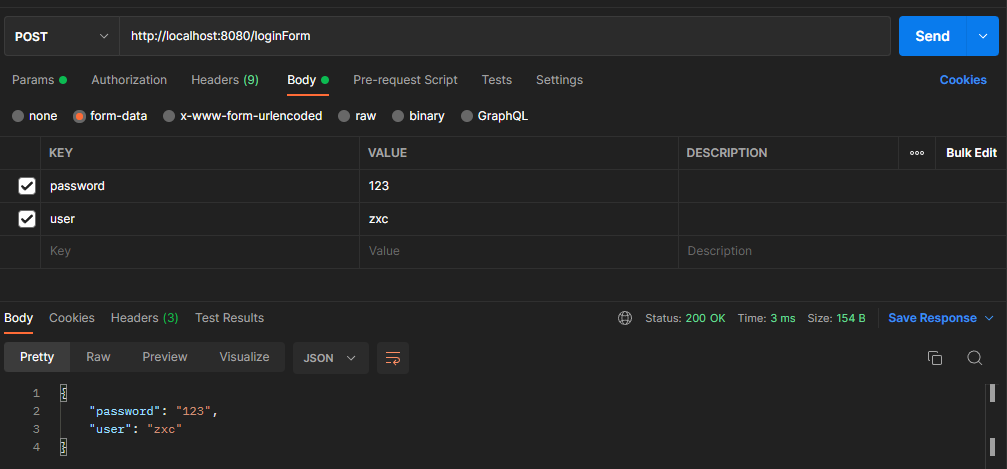 POST http://localhost:8080/loginForm Send
Params Authorization Headers (9) Body Pre-request Script Tests Settings Cookies
none form-data x-www-form-urlencoded raw binary GraphQL
KEY VALUE DESCRIPTION Bulk Edit
password 123
user zxc
Key Value Description
Body Cookies Headers (3) Test Results Status: 200 OK Time: 3 ms Size: 154 B Save Response
Pretty Raw Preview Visualize JSON
1 {
2 "password": "123",
3 "user": "zxc"
4 }